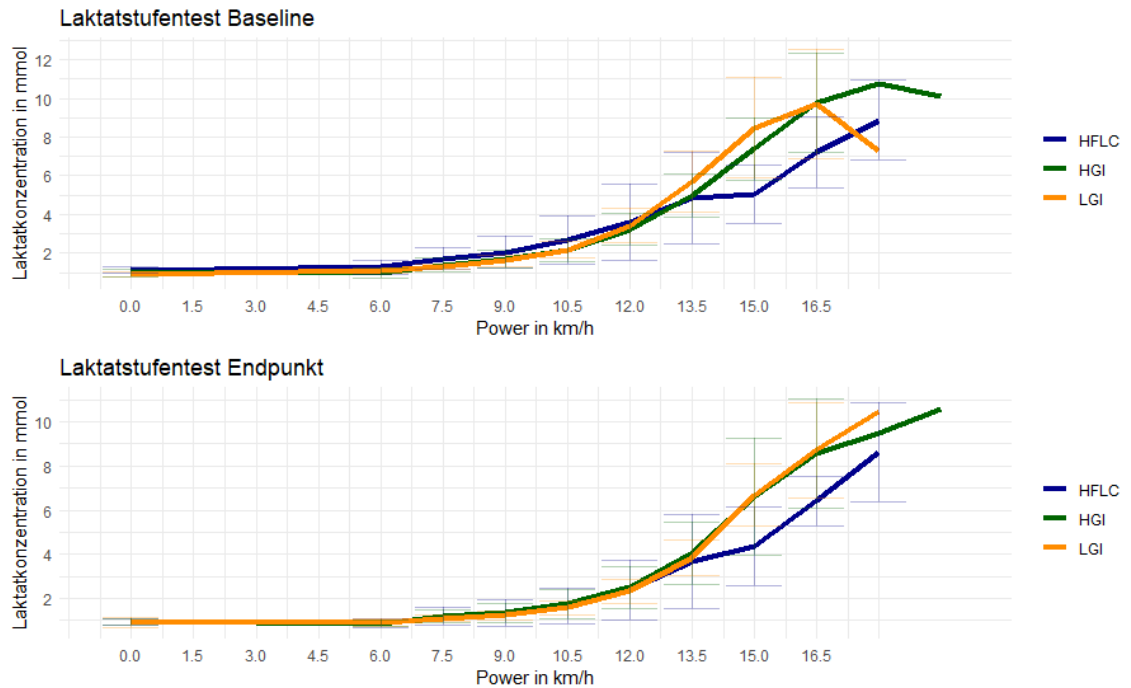 Laktatstufentest Baseline
Laktatkonzentration in mmol
12
10
8
6
4
2
0.0 1.5 3.0 4.5 6.0 7.5 9.0 10.5 12.0 13.5 15.0 16.5
Power in km/h
HFLC
HGI
LGI
Laktatstufentest Endpunkt
Laktatkonzentration in mmol
10
8
6
4
2
0.0 1.5 3.0 4.5 6.0 7.5 9.0 10.5 12.0 13.5 15.0 16.5
Power in km/h
HFLC
HGI
LGI